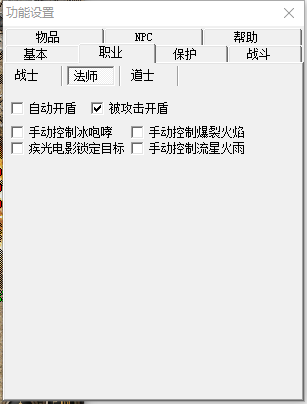 功能设置
物品 NPC 帮助
基本 职业 保护 战斗
战士 法师 道士
自动开盾 被攻击开盾
手动控制冰咆哮 手动控制爆裂火焰
疾光电影锁定目标 手动控制流星火雨